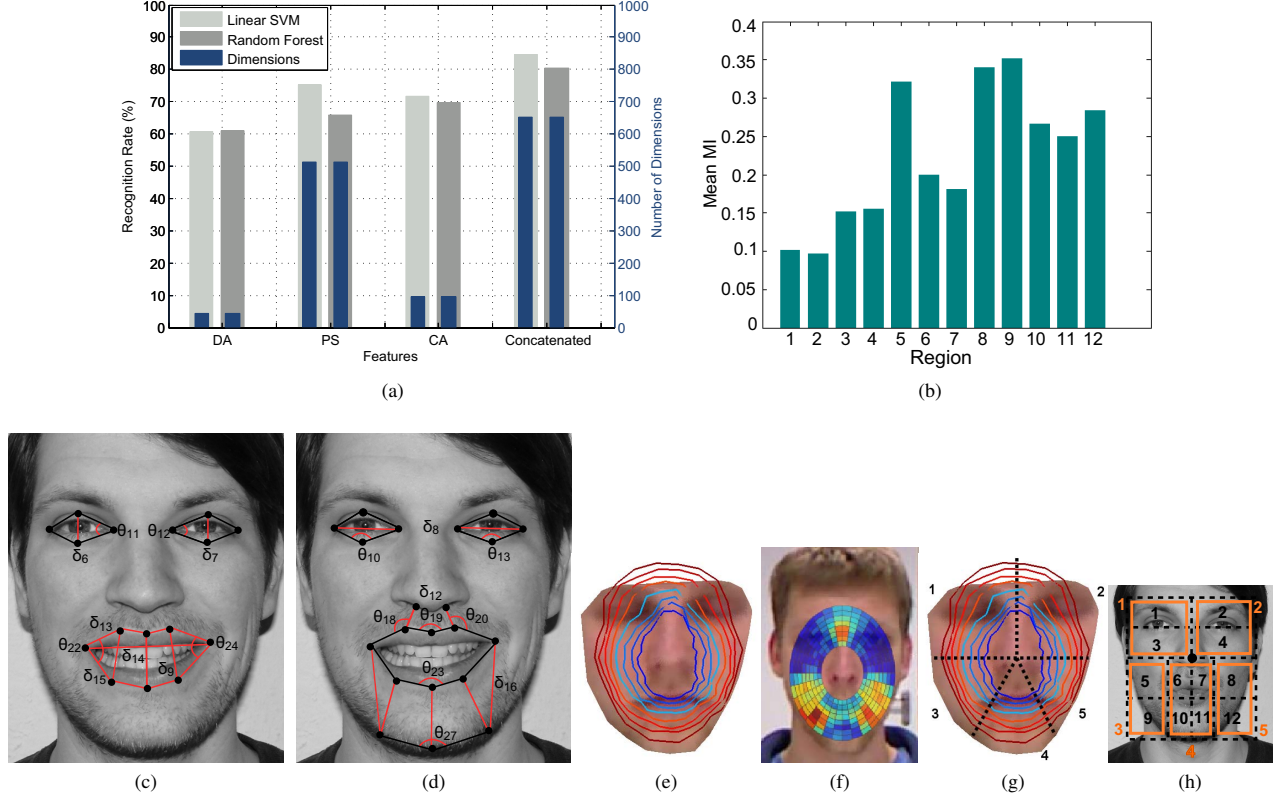 100
90
80
70
60
50
40
30
20
10
0
Recognition Rate (%)
Linear SVM
Random Forest
Dimensions
1000
900
800
700
600
500
400
300
200
100
0
Number of Dimensions
DA PS CA Concatenated
Features
(a)
0.4
0.35
0.3
0.25
0.2
0.15
0.1
0.05
0
Mean MI
1 2 3 4 5 6 7 8 9 10 11 12
Region
(b)
θ11 θ12
δ6 δ7
δ13
θ22 δ14 θ24
δ15 δ9
(c)
δ8
θ10 θ13
δ12
θ18 θ19 θ20
θ23
δ16
θ27
(d)
(e)
(f)
1 2
3 5
4
(g)
1 1 2 2
3 4
5 6 7 8
9 10 11 12
3 5
4
(h)